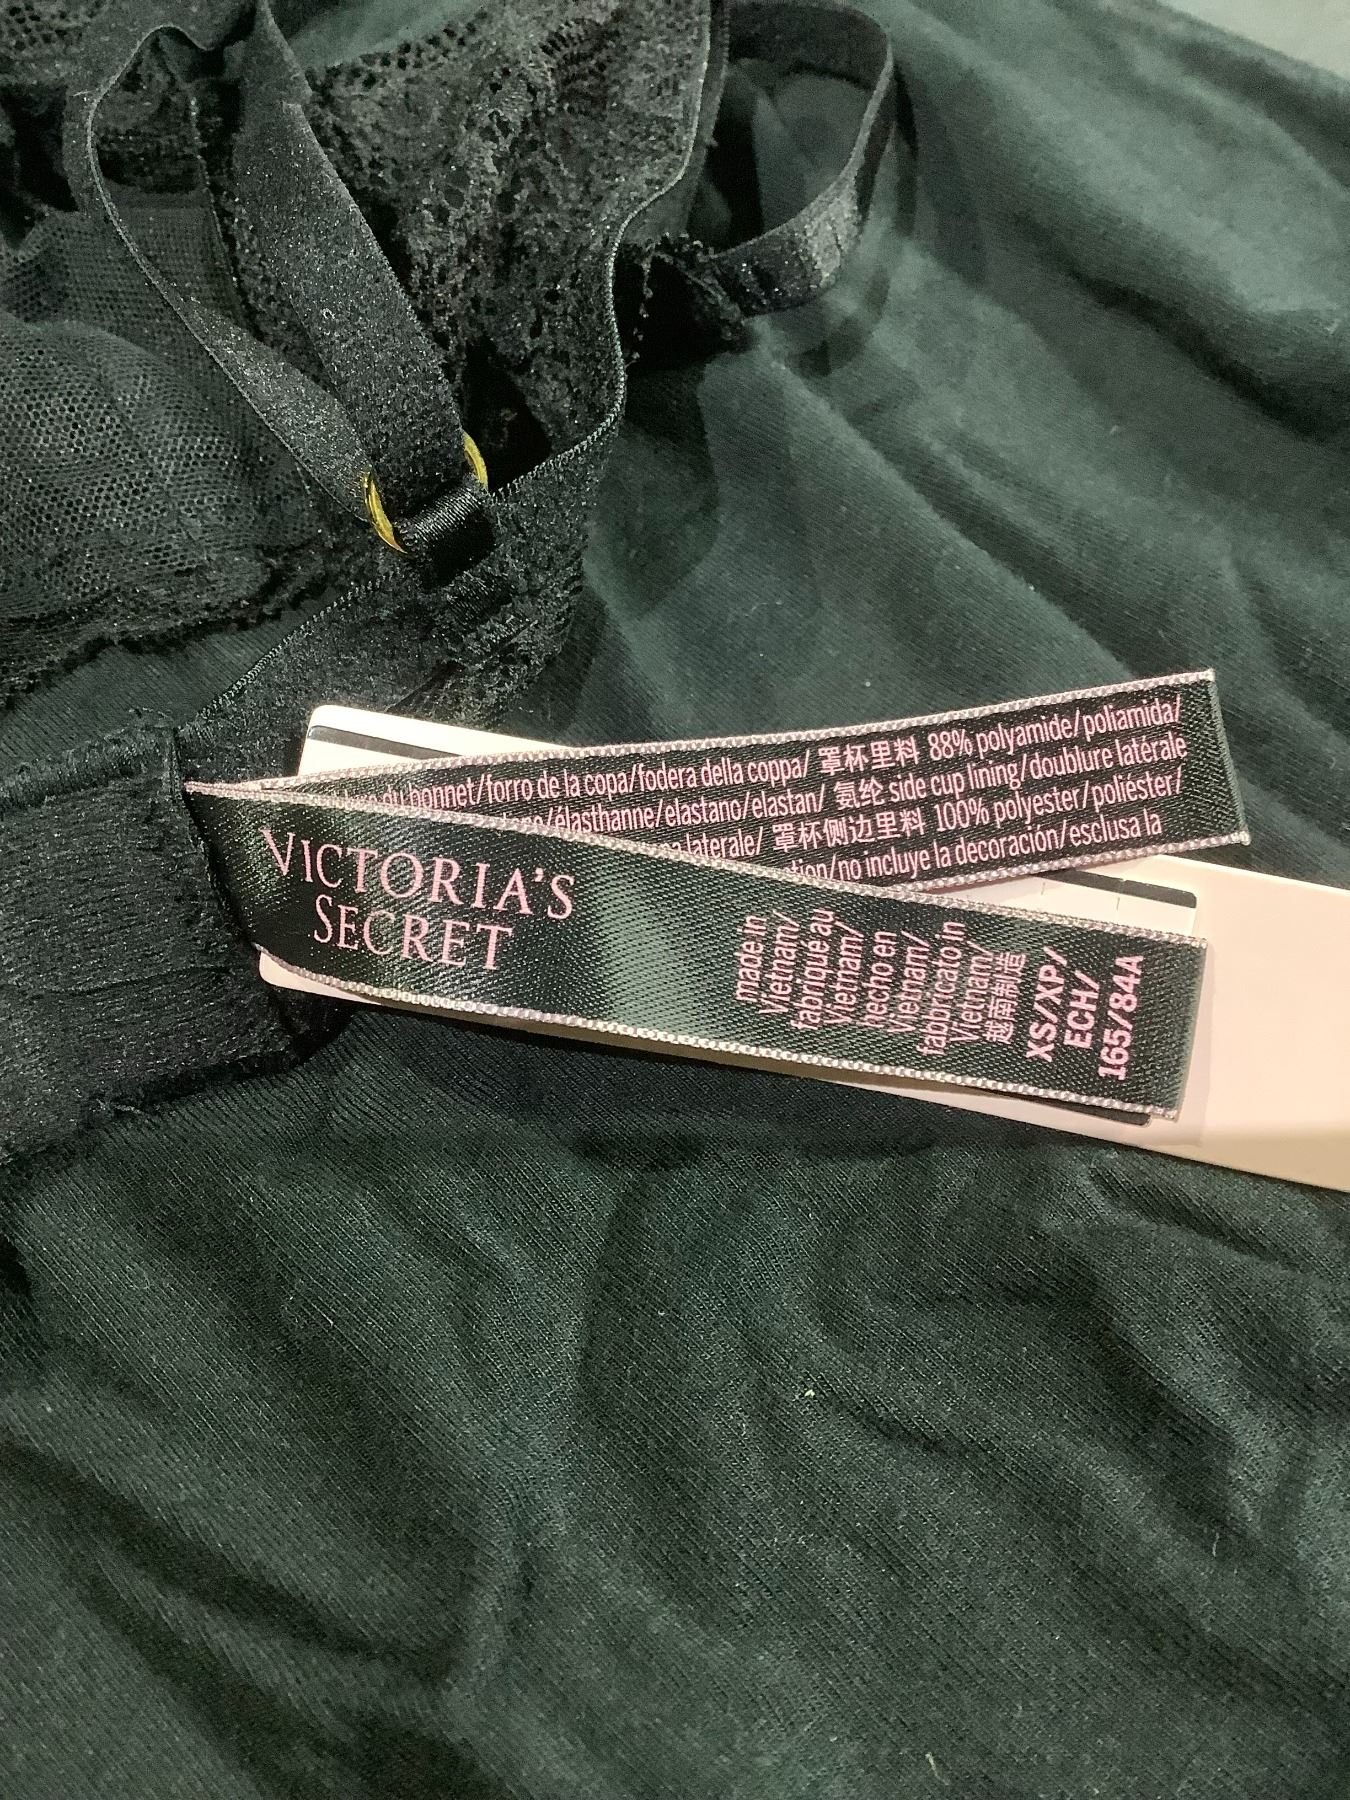 du bonnet/forro de la copa/fodera della coppa/ 罩杯里料 88% polyamide/poliamida/
/élasthanne/elastano/elastan/ 氨纶 side cup lining/doublure latérale
laterale/ 罩杯侧边里料 100% polyester/poliéster/
/no incluye la decoración/esclusa la
VICTORIA'S
SECRET
made in
Vietnam/
fabriqué au
Vietnam/
hecho en
Vietnam/
fabbricato in
Vietnam/
越南制造
XS/XP/
ECH/
165/84A